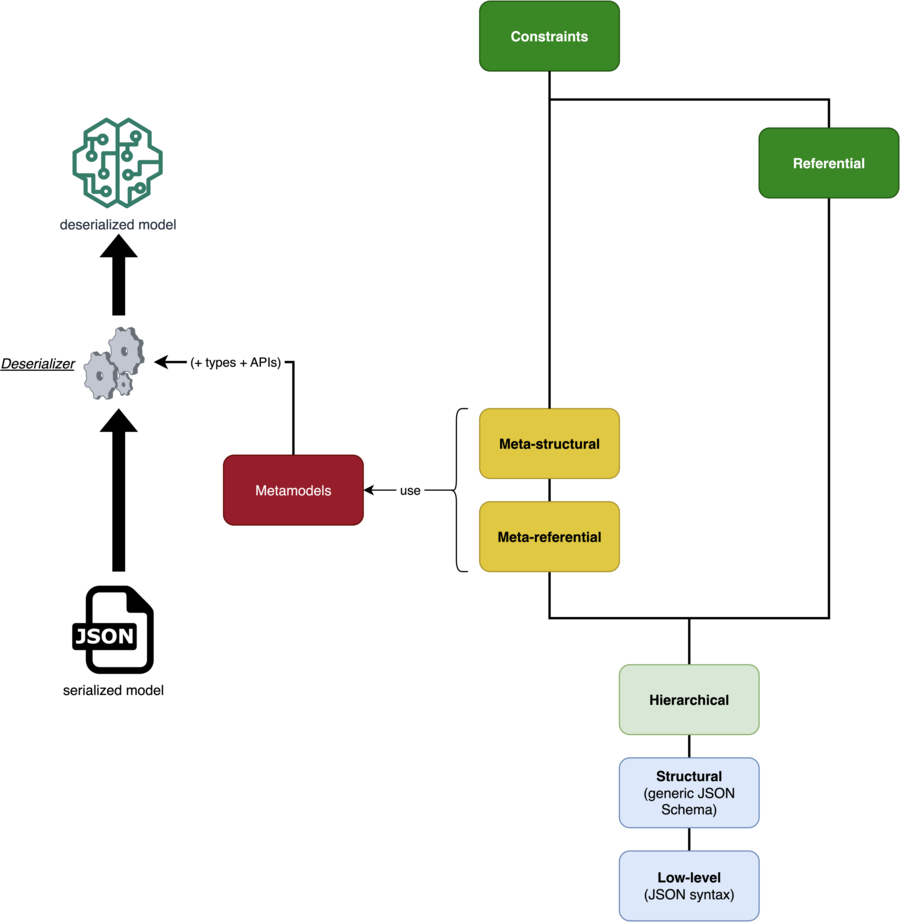 Constraints
Referential
deserialized model
Deserializer
(+ types + APIs)
Meta-structural
Metamodels
use
Meta-referential
JSON
serialized model
Hierarchical
Structural
(generic JSON
Schema)
Low-level
(JSON syntax)